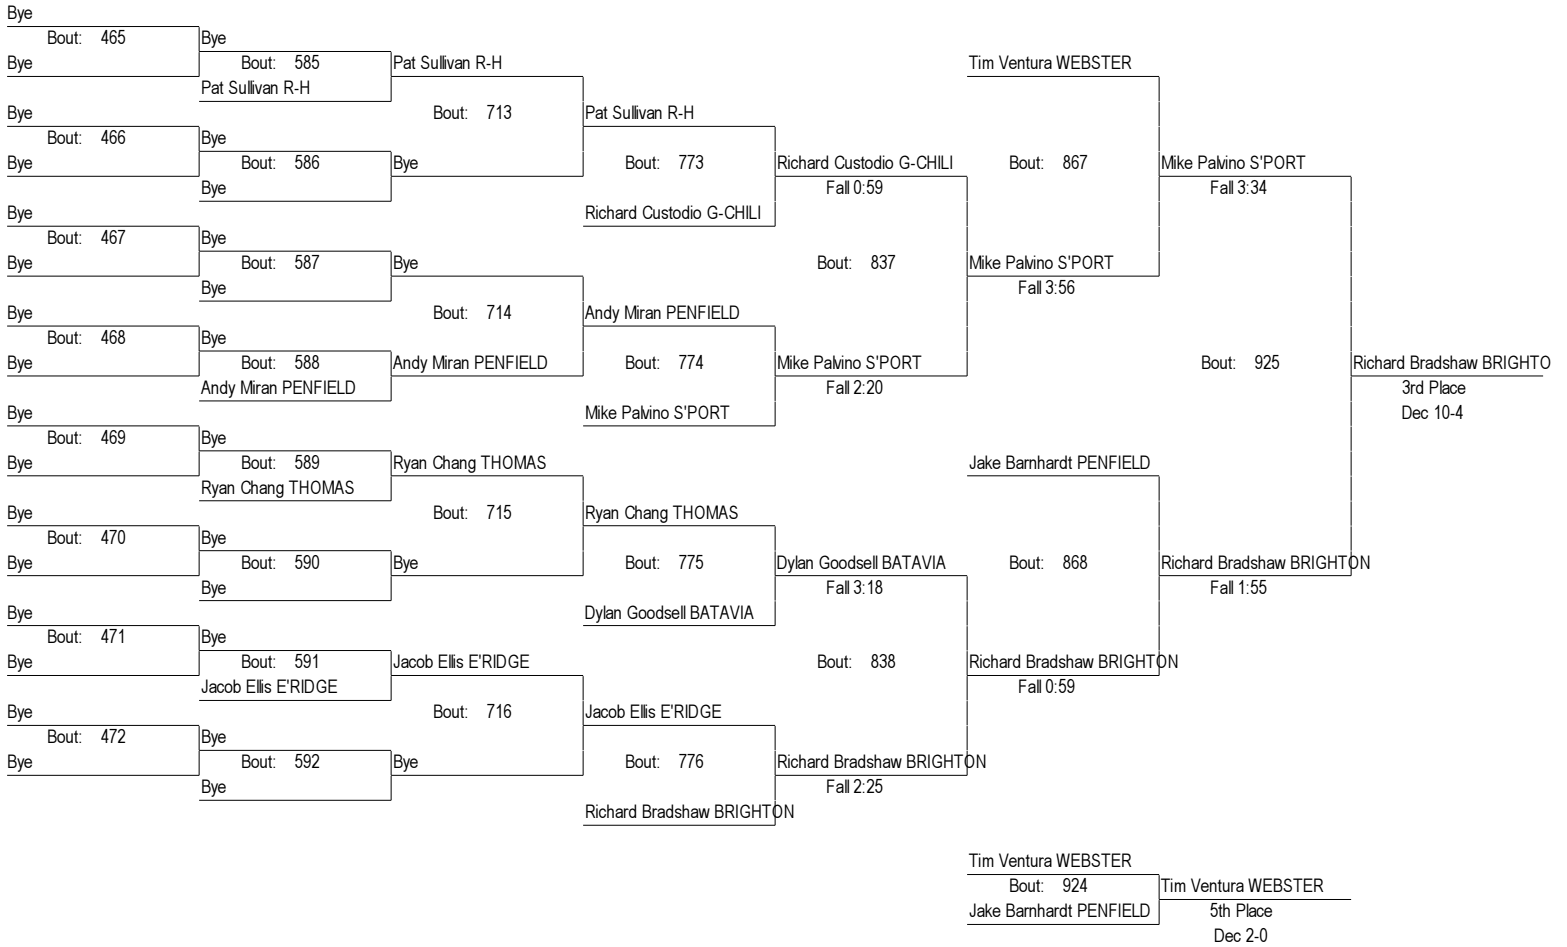 Bye
Bout: 465 Bye
Bye Bout: 585 Pat Sullivan R-H Tim Ventura WEBSTER
Pat Sullivan R-H
Bye Bout: 713 Pat Sullivan R-H
Bout: 466 Bye
Bye Bout: 586 Bye Bout: 773 Richard Custodio G-CHILI Bout: 867 Mike Palvino S'PORT
Bye Fall 0:59 Fall 3:34
Bye Richard Custodio G-CHILI
Bout: 467 Bye
Bye Bout: 587 Bye Bout: 837 Mike Palvino S'PORT
Bye Fall 3:56
Bye Bout: 714 Andy Miran PENFIELD
Bout: 468 Bye
Bye Bout: 588 Andy Miran PENFIELD Bout: 774 Mike Palvino S'PORT Bout: 925 Richard Bradshaw BRIGHTO
Andy Miran PENFIELD Fall 2:20 3rd Place
Bye Mike Palvino S'PORT Dec 10-4
Bout: 469 Bye
Bye Bout: 589 Ryan Chang THOMAS Jake Barnhardt PENFIELD
Ryan Chang THOMAS
Bye Bout: 715 Ryan Chang THOMAS
Bout: 470 Bye
Bye Bout: 590 Bye Bout: 775 Dylan Goodsell BATAVIA Bout: 868 Richard Bradshaw BRIGHTON
Bye Fall 3:18 Fall 1:55
Bye Dylan Goodsell BATAVIA
Bout: 471 Bye
Bye Bout: 591 Jacob Ellis E'RIDGE Bout: 838 Richard Bradshaw BRIGHTON
Jacob Ellis E'RIDGE Fall 0:59
Bye Bout: 716 Jacob Ellis E'RIDGE
Bout: 472 Bye
Bye Bout: 592 Bye Bout: 776 Richard Bradshaw BRIGHTON
Bye Fall 2:25
Richard Bradshaw BRIGHTON
Tim Ventura WEBSTER
Bout: 924 Tim Ventura WEBSTER
Jake Barnhardt PENFIELD 5th Place
Dec 2-0